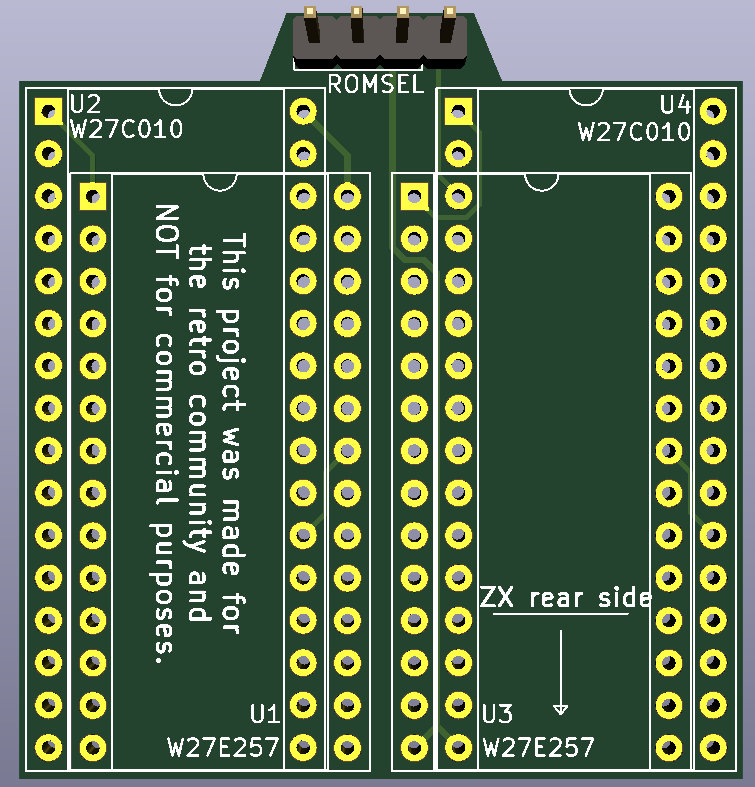 ROMSEL
U2
W27C010
U4
W27C010
This project was made for
the retro community and
NOT for commercial purposes.
ZX rear side
U1
W27E257
U3
W27E257